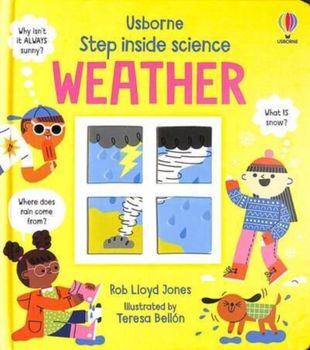 Usborne
Step inside science
WEATHER
USBORNE
Why isn't
it ALWAYS
sunny?
What IS
snow?
Where does
rain come
from?
Rob Lloyd Jones
Illustrated by
Teresa Bellón